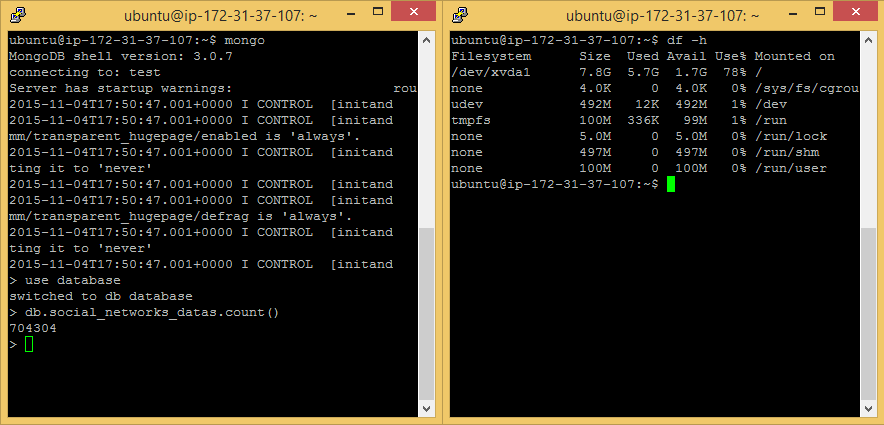 ubuntu@ip-172-31-37-107: ~
ubuntu@ip-172-31-37-107:~$ mongo
MongoDB shell version: 3.0.7
connecting to: test
Server has startup warnings: rou
2015-11-04T17:50:47.001+0000 I CONTROL [initand
mm/transparent_hugepage/enabled is 'always'.
2015-11-04T17:50:47.001+0000 I CONTROL [initand
ting it to 'never'
2015-11-04T17:50:47.001+0000 I CONTROL [initand
2015-11-04T17:50:47.001+0000 I CONTROL [initand
mm/transparent_hugepage/defrag is 'always'.
2015-11-04T17:50:47.001+0000 I CONTROL [initand
ting it to 'never'
2015-11-04T17:50:47.001+0000 I CONTROL [initand
> use database
switched to db database
> db.social_networks_datas.count()
704304
>
ubuntu@ip-172-31-37-107: ~
ubuntu@ip-172-31-37-107:~$ df -h
Filesystem Size Used Avail Use% Mounted on
/dev/xvda1 7.8G 5.7G 1.7G 78% /
none 4.0K 0 4.0K 0% /sys/fs/cgrou
udev 492M 12K 492M 1% /dev
tmpfs 100M 336K 99M 1% /run
none 5.0M 0 5.0M 0% /run/lock
none 497M 0 497M 0% /run/shm
none 100M 0 100M 0% /run/user
ubuntu@ip-172-31-37-107:~$